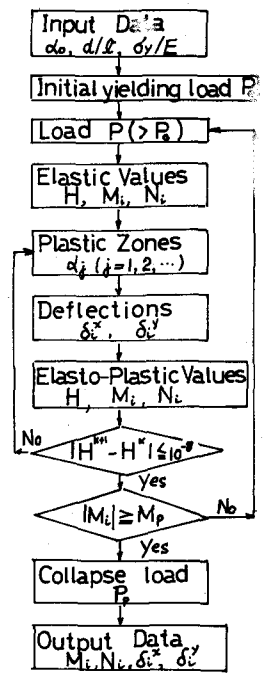 Input Data
α₀, d/ℓ, σy/E
Initial yielding load P
Load P(>P₀)
Elastic Values
H, Mᵢ, Nᵢ
Plastic Zones
αⱼ (j=1,2,…)
Deflections
δᵢˣ, δᵢʸ
Elasto-Plastic Values
H, Mᵢ, Nᵢ
No
|Hᵏ⁺¹-Hᵏ|≦10⁻⁸
Yes
|Mᵢ|≧Mp
No
Yes
Collapse load
Output Data
Mᵢ,Nᵢ,δᵢˣ, δᵢʸ